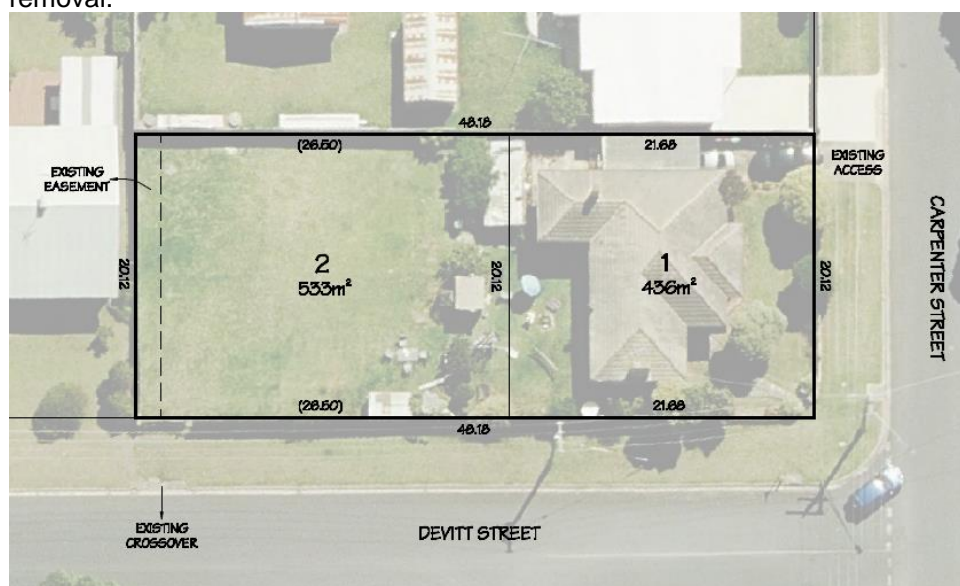 removal.
48.18
(26.50)
21.68
EXISTING
EASEMENT
EXISTING
ACCESS
CARPENTER STREET
20.12
2
533m²
20.12
1
436m²
20.12
(26.50)
21.68
48.18
EXISTING
CROSSOVER
DEVITT STREET